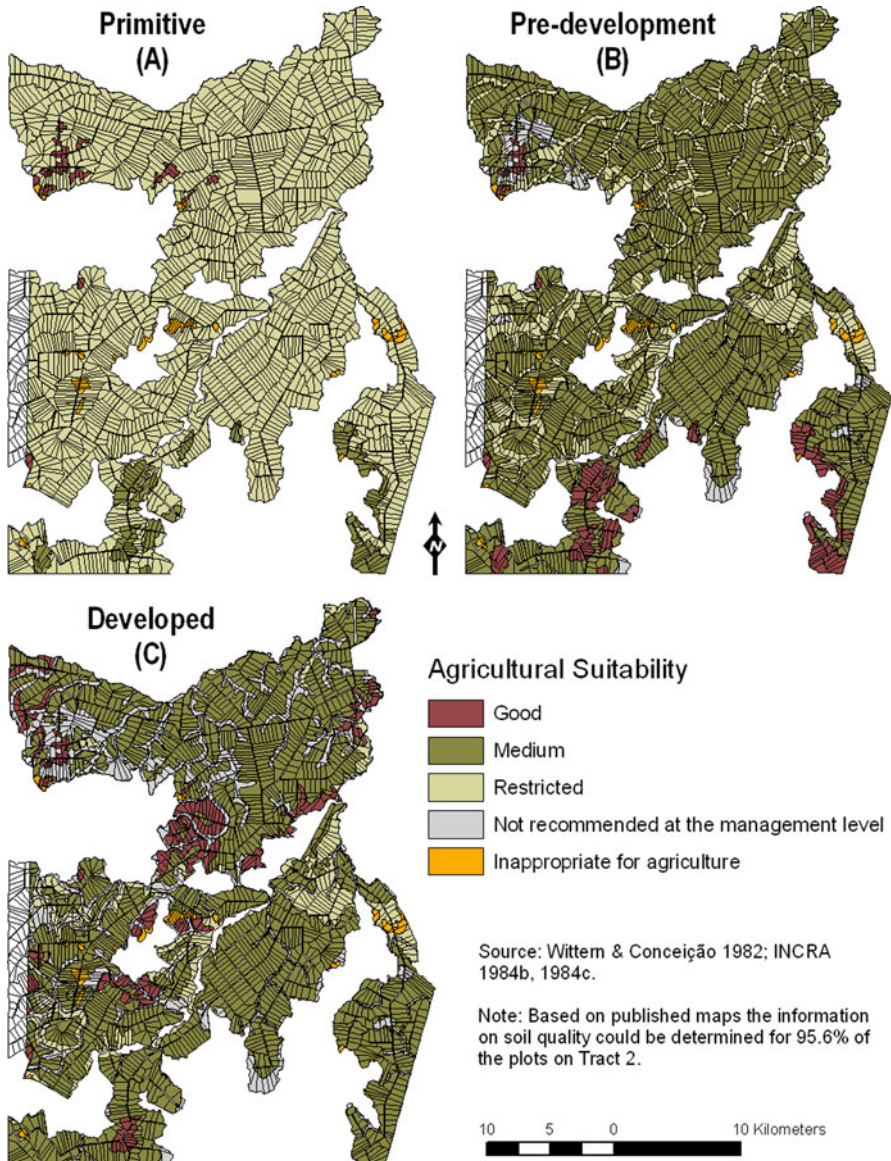 Primitive
(A)
Pre-development
(B)
N
Developed
(C)
Agricultural Suitability
Good
Medium
Restricted
Not recommended at the management level
Inappropriate for agriculture
Source: Wittern & Conceição 1982; INCRA
1984b, 1984c.
Note: Based on published maps the information
on soil quality could be determined for 95.6% of
the plots on Tract 2.
10 5 0 10 Kilometers